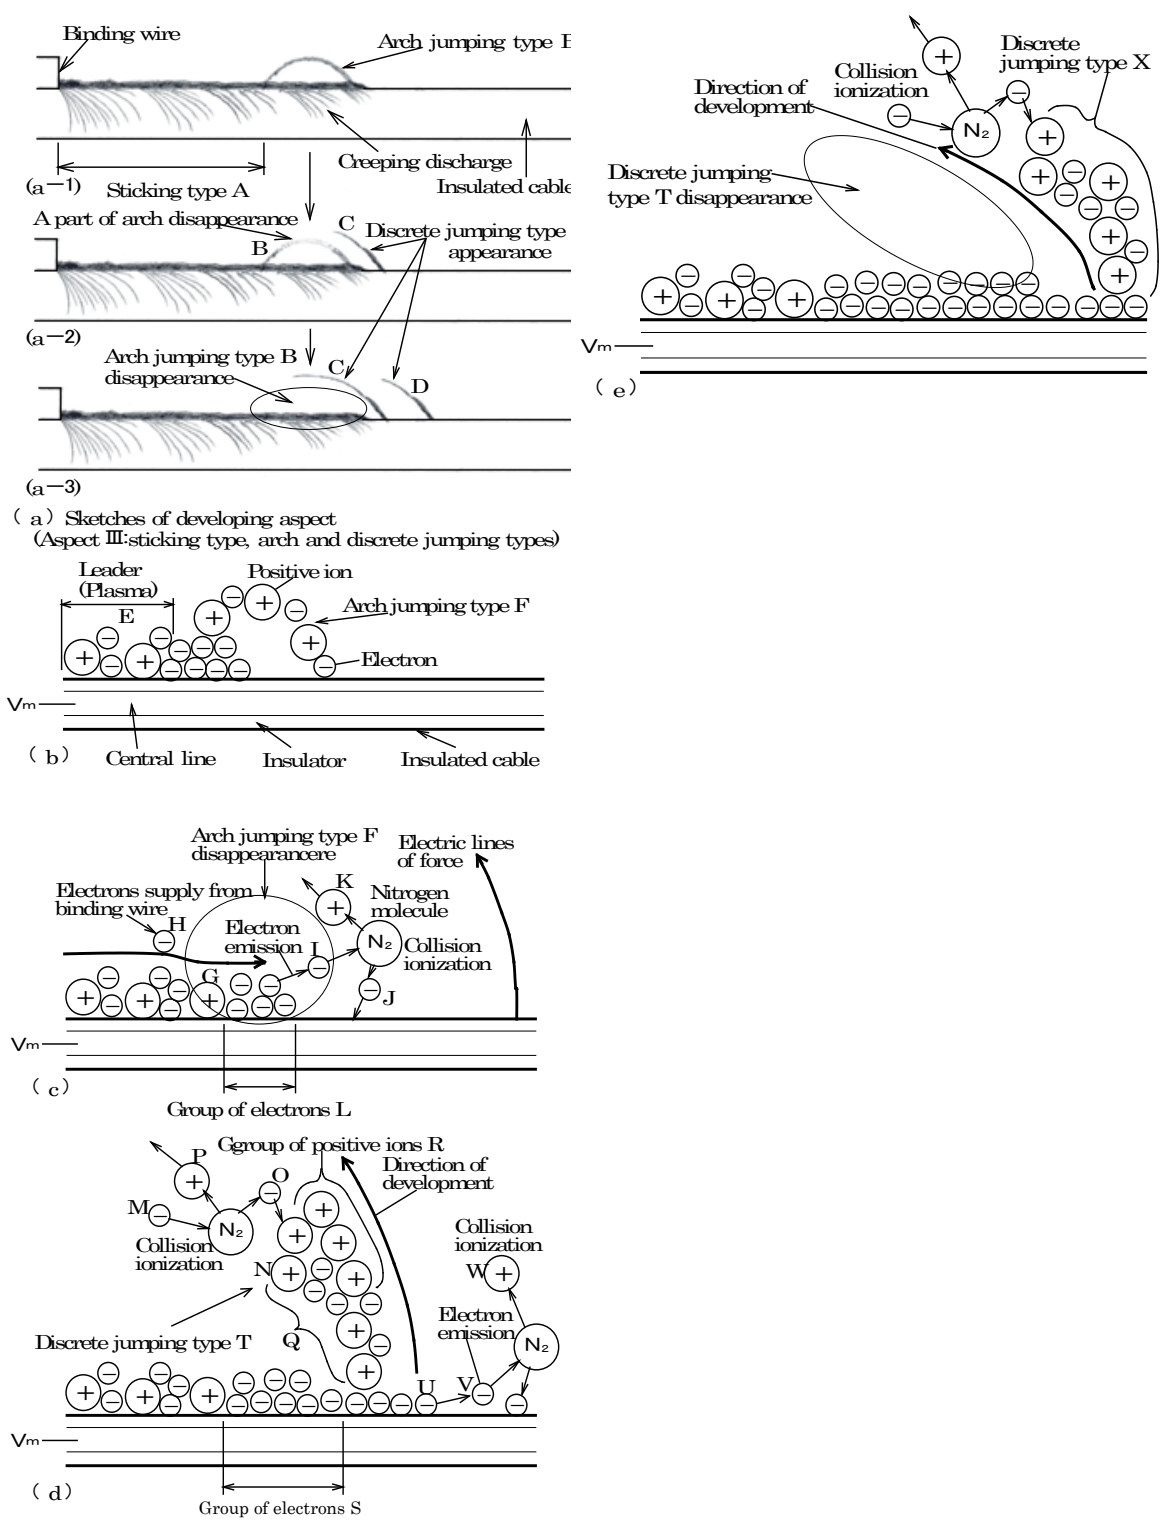 Binding wire
Arch jumping type B
Creeping discharge
Insulated cable
(a-1)
Sticking type A
A part of arch disappearance
B
C
Discrete jumping type
appearance
(a-2)
Arch jumping type B
disappearance
C
D
(a-3)
(a) Sketches of developing aspect
(Aspect Ⅲ:sticking type, arch and discrete jumping types)
Leader
(Plasma)
E
Positive ion
+
−
Arch jumping type F
Electron
Vm
(b)
Central line
Insulator
Insulated cable
Arch jumping type F
disappearancere
Electric lines
of force
Electrons supply from
binding wire
H
K
Nitrogen
molecule
Electron
emission
I
N₂
Collision
ionization
G
J
Vm
(c)
Group of electrons L
P
Ggroup of positive ions R
Direction of
development
M
O
N₂
Collision
ionization
N
Collision
ionization
W
Electron
emission
N₂
Discrete jumping type T
Q
U
V
Vm
(d)
Group of electrons S
Discrete
jumping type X
Collision
ionization
Direction of
development
N₂
Discrete jumping
type T disappearance
Vm
(e)